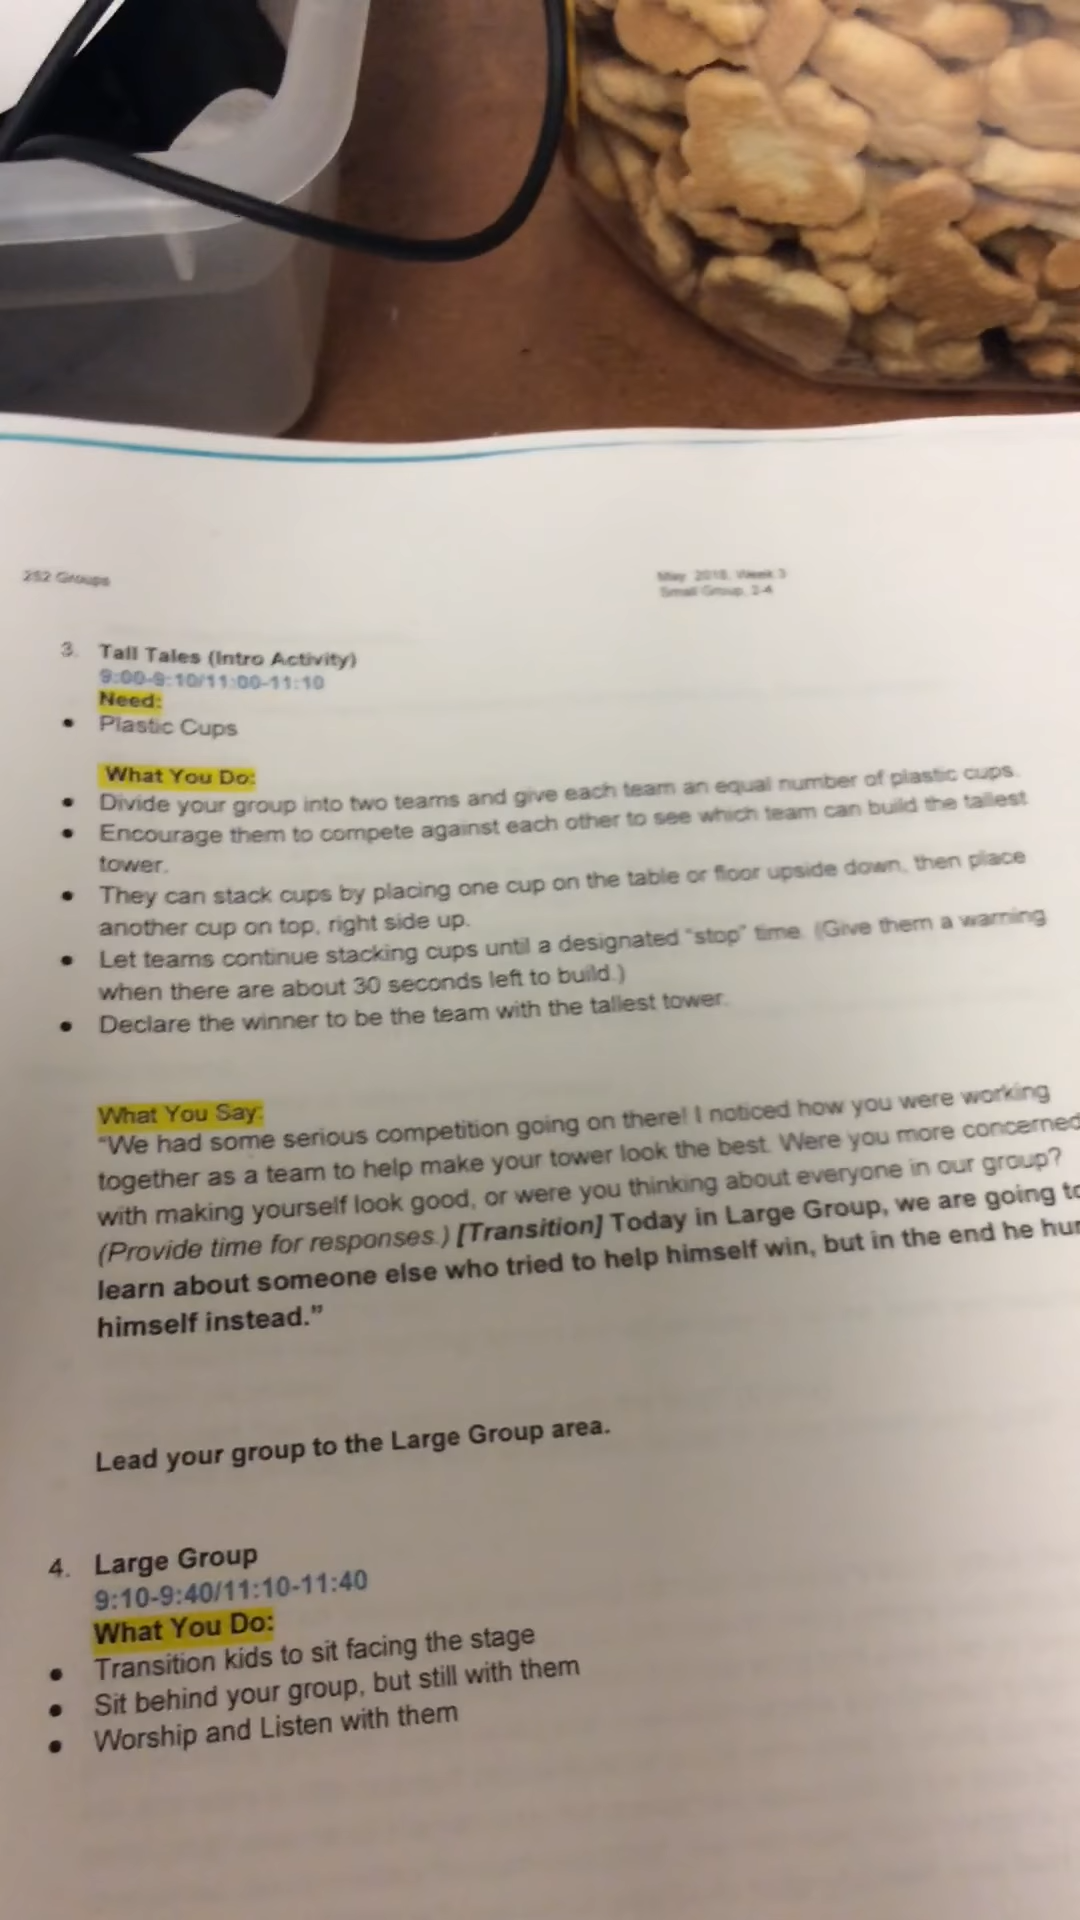 252 Groups
May 2018, Week 3
Small Group, 2-4
3. Tall Tales (Intro Activity)
9:00-9:10/11:00-11:10
Need:
• Plastic Cups
What You Do:
• Divide your group into two teams and give each team an equal number of plastic cups.
• Encourage them to compete against each other to see which team can build the tallest
tower.
• They can stack cups by placing one cup on the table or floor upside down, then place
another cup on top, right side up.
• Let teams continue stacking cups until a designated “stop” time. (Give them a warning
when there are about 30 seconds left to build.)
• Declare the winner to be the team with the tallest tower.
What You Say:
“We had some serious competition going on there! I noticed how you were working
together as a team to help make your tower look the best. Were you more concerned
with making yourself look good, or were you thinking about everyone in our group?
(Provide time for responses.) [Transition] Today in Large Group, we are going to
learn about someone else who tried to help himself win, but in the end he hur
himself instead.”
Lead your group to the Large Group area.
4. Large Group
9:10-9:40/11:10-11:40
What You Do:
• Transition kids to sit facing the stage
• Sit behind your group, but still with them
• Worship and Listen with them